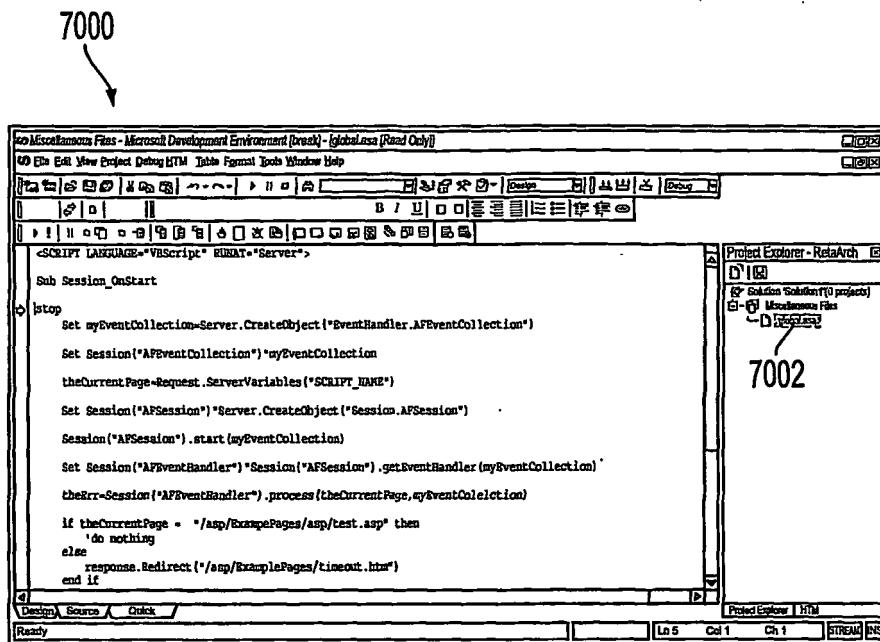 7000
Miscellaneous Files - Microsoft Development Environment [break] - [global.asa [Read Only]]
File Edit View Project Debug HTM Table Format Tools Window Help
Design
Debug
B I U
<SCRIPT LANGUAGE="VBScript" RUNAT="Server">
Sub Session_OnStart
stop
Set myEventCollection=Server.CreateObject("EventHandler.AFEventCollection")
Set Session("AFEventCollection")"myEventCollection
theCurrentPage=Request.ServerVariables("SCRIPT_NAME")
Set Session("AFSession")"Server.CreateObject("Session.AFSession")
Session("AFSession").start(myEventCollection)
Set Session("AFEventHandler")"Session("AFSession").getEventHandler(myEventCollection)
theErr=Session("AFEventHandler").process(theCurrentPage,myEventColelction)
if theCurrentPage = "/asp/ExampePages/asp/test.asp" then
'do nothing
else
response.Redirect("/asp/ExamplePages/timeout.htm")
end if
Design Source Quick
Ready
Ln 5 Col 1 Ch 1 STREAM INS
Project Explorer - RetaArch
Solution 'Solution1'(0 projects)
Miscellaneous Files
global.asa
7002
Project Explorer HTM